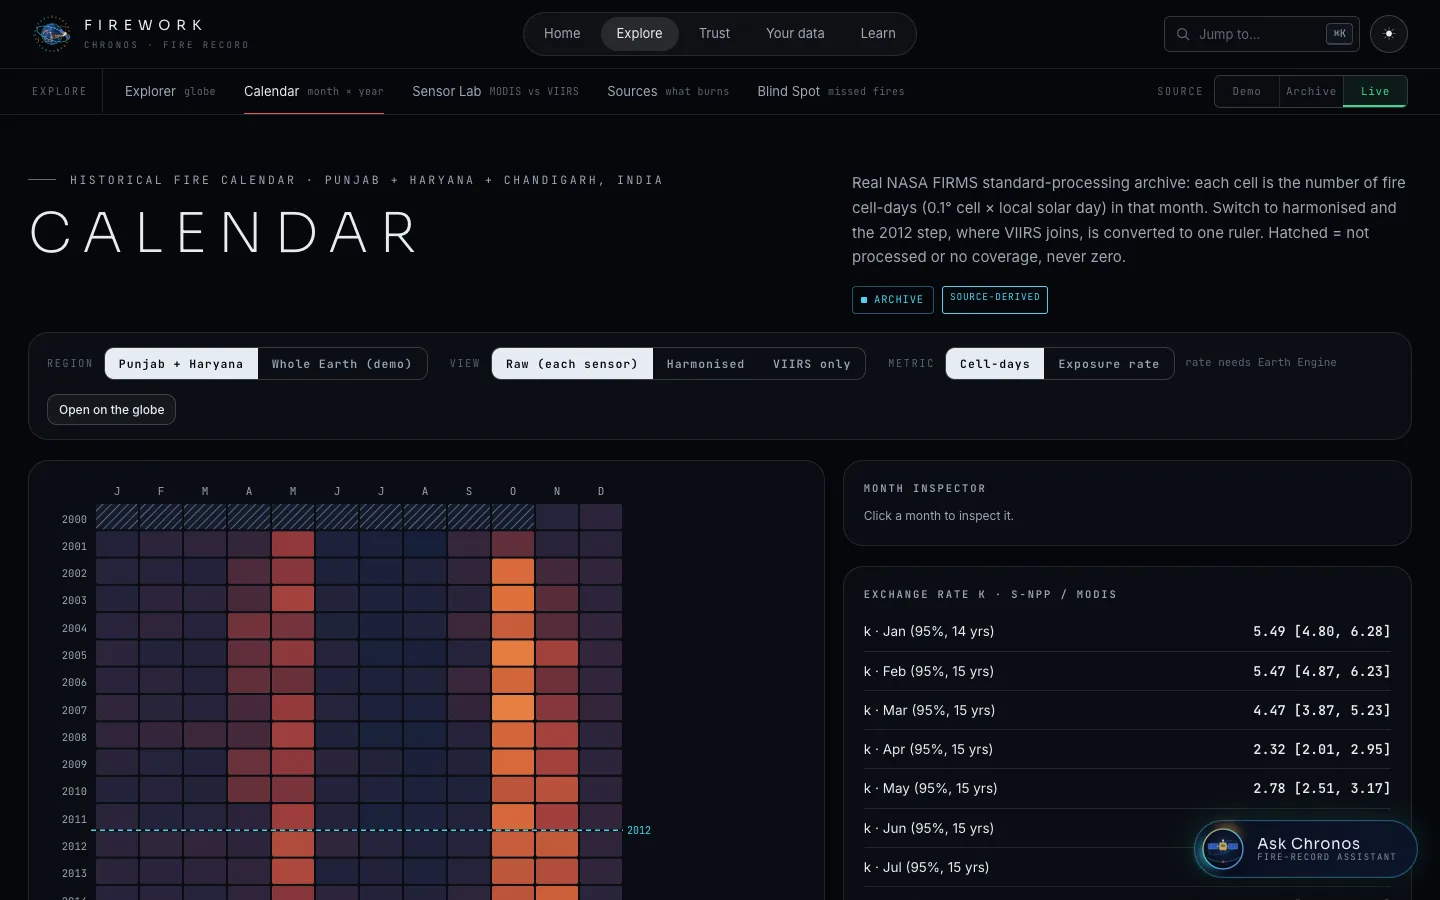 FIREWORK
CHRONOS · FIRE RECORD
Home
Explore
Trust
Your data
Learn
Jump to...
⌘K
EXPLORE
Explorer globe
Calendar month × year
Sensor Lab MODIS vs VIIRS
Sources what burns
Blind Spot missed fires
SOURCE
Demo
Archive
Live
HISTORICAL FIRE CALENDAR · PUNJAB + HARYANA + CHANDIGARH, INDIA
CALENDAR
Real NASA FIRMS standard-processing archive: each cell is the number of fire
cell-days (0.1° cell × local solar day) in that month. Switch to harmonised and
the 2012 step, where VIIRS joins, is converted to one ruler. Hatched = not
processed or no coverage, never zero.
ARCHIVE
SOURCE-DERIVED
REGION
Punjab + Haryana
Whole Earth (demo)
VIEW
Raw (each sensor)
Harmonised
VIIRS only
METRIC
Cell-days
Exposure rate
rate needs Earth Engine
Open on the globe
J F M A M J J A S O N D
2000
2001
2002
2003
2004
2005
2006
2007
2008
2009
2010
2011
2012
2012
2013
MONTH INSPECTOR
Click a month to inspect it.
EXCHANGE RATE K · S-NPP / MODIS
k · Jan (95%, 14 yrs) 5.49 [4.80, 6.28]
k · Feb (95%, 15 yrs) 5.47 [4.87, 6.23]
k · Mar (95%, 15 yrs) 4.47 [3.87, 5.23]
k · Apr (95%, 15 yrs) 2.32 [2.01, 2.95]
k · May (95%, 15 yrs) 2.78 [2.51, 3.17]
k · Jun (95%, 15 yrs)
k · Jul (95%, 15 yrs)
Ask Chronos
FIRE-RECORD ASSISTANT